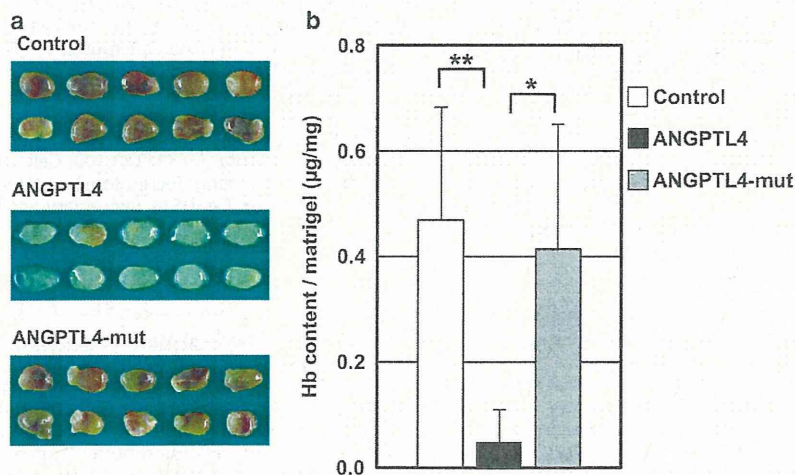 a
Control
ANGPTL4
ANGPTL4-mut
b
Hb content / matrigel (µg/mg)
0.8
0.6
0.4
0.2
0.0
**
*
Control
ANGPTL4
ANGPTL4-mut